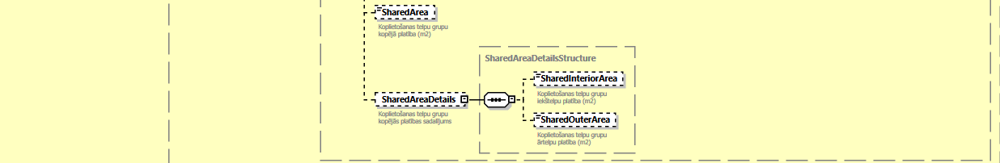 SharedArea
Koplietošanas telpu grupu
kopējā platība (m2)
SharedAreaDetailsStructure
SharedInteriorArea
Koplietošanas telpu grupu
iekštelpu platība (m2)
SharedAreaDetails
Koplietošanas telpu grupu
kopējās platības sadalījums
SharedOuterArea
Koplietošanas telpu grupu
ārtelpu platība (m2)